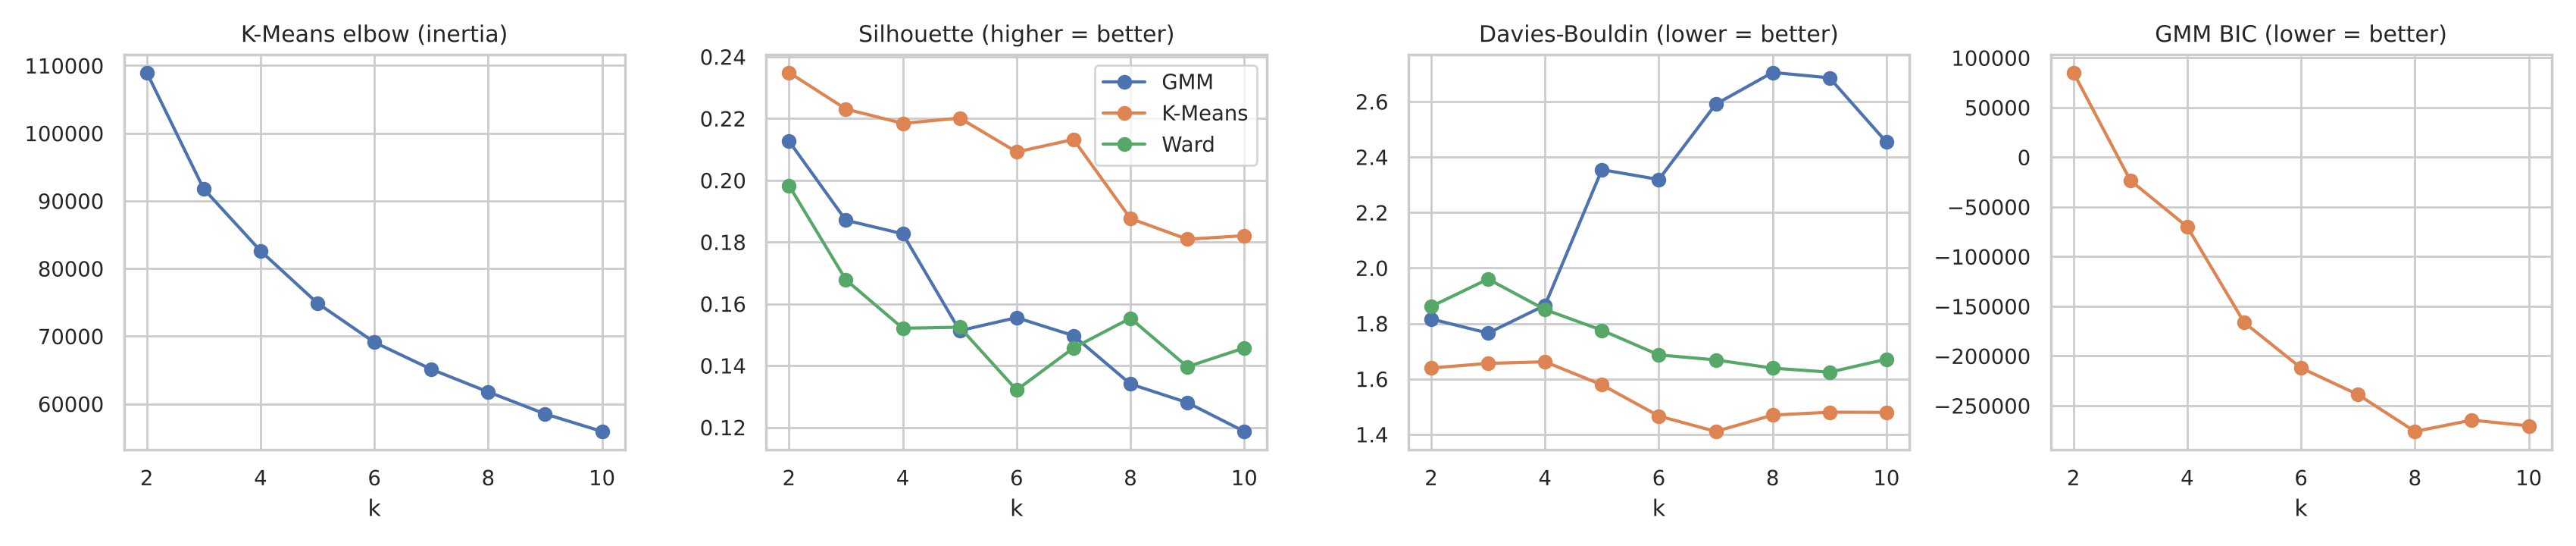 K-Means elbow (inertia)
110000
100000
90000
80000
70000
60000
2 4 6 8 10
k
Silhouette (higher = better)
0.24
0.22
0.20
0.18
0.16
0.14
0.12
GMM
K-Means
Ward
2 4 6 8 10
k
Davies-Bouldin (lower = better)
2.6
2.4
2.2
2.0
1.8
1.6
1.4
2 4 6 8 10
k
GMM BIC (lower = better)
100000
50000
0
−50000
−100000
−150000
−200000
−250000
2 4 6 8 10
k